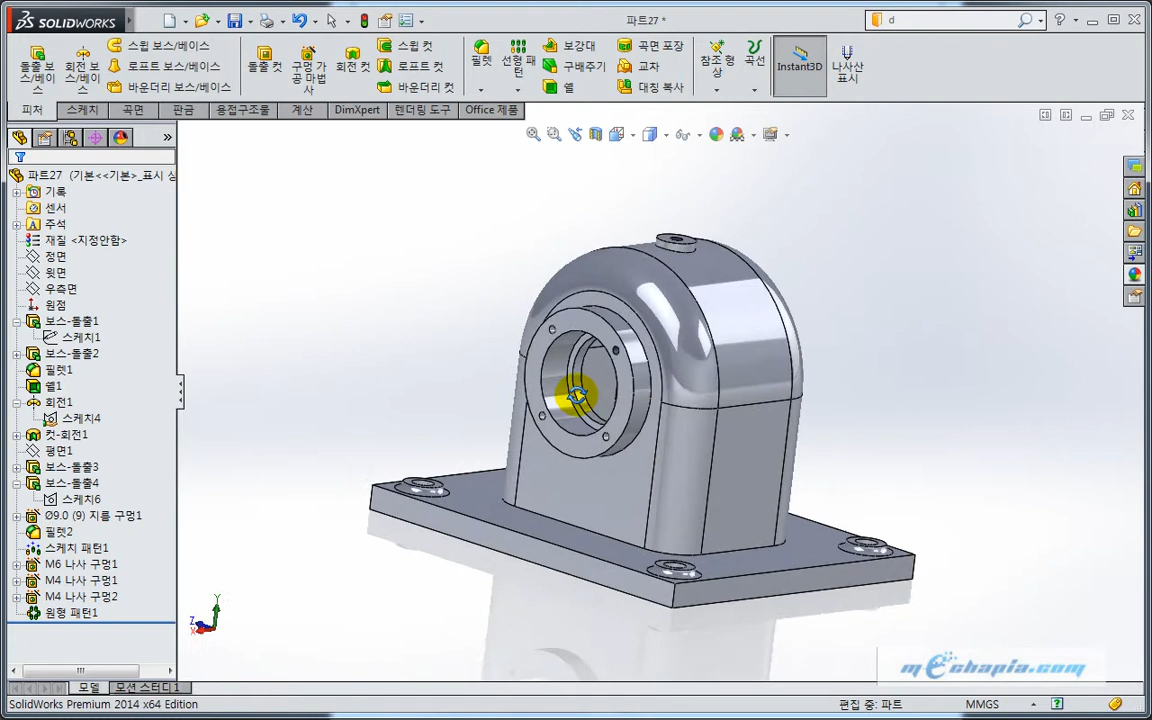 SOLIDWORKS
파트27 *
d
돌출 보스/베이스
회전 보스/베이스
스윕 보스/베이스
로프트 보스/베이스
바운더리 보스/베이스
돌출 컷
구멍 가공 마법사
회전 컷
스윕 컷
로프트 컷
바운더리 컷
필렛
선형 패턴
보강대
구배주기
쉘
곡면 포장
교차
대칭 복사
참조 형상
곡선
Instant3D
나사산 표시
피처 스케치 곡면 판금 용접구조물 계산 DimXpert 렌더링 도구 Office 제품
파트27 (기본<<기본>_표시 상
기록
센서
주석
재질 <지정안함>
정면
윗면
우측면
원점
보스-돌출1
스케치1
보스-돌출2
필렛1
쉘1
회전1
스케치4
컷-회전1
평면1
보스-돌출3
보스-돌출4
스케치6
Ø9.0 (9) 지름 구멍1
필렛2
스케치 패턴1
M6 나사 구멍1
M4 나사 구멍1
M4 나사 구멍2
원형 패턴1
Y
Z
X
mechapia.com
모델 모션 스터디 1
SolidWorks Premium 2014 x64 Edition
편집 중: 파트
MMGS